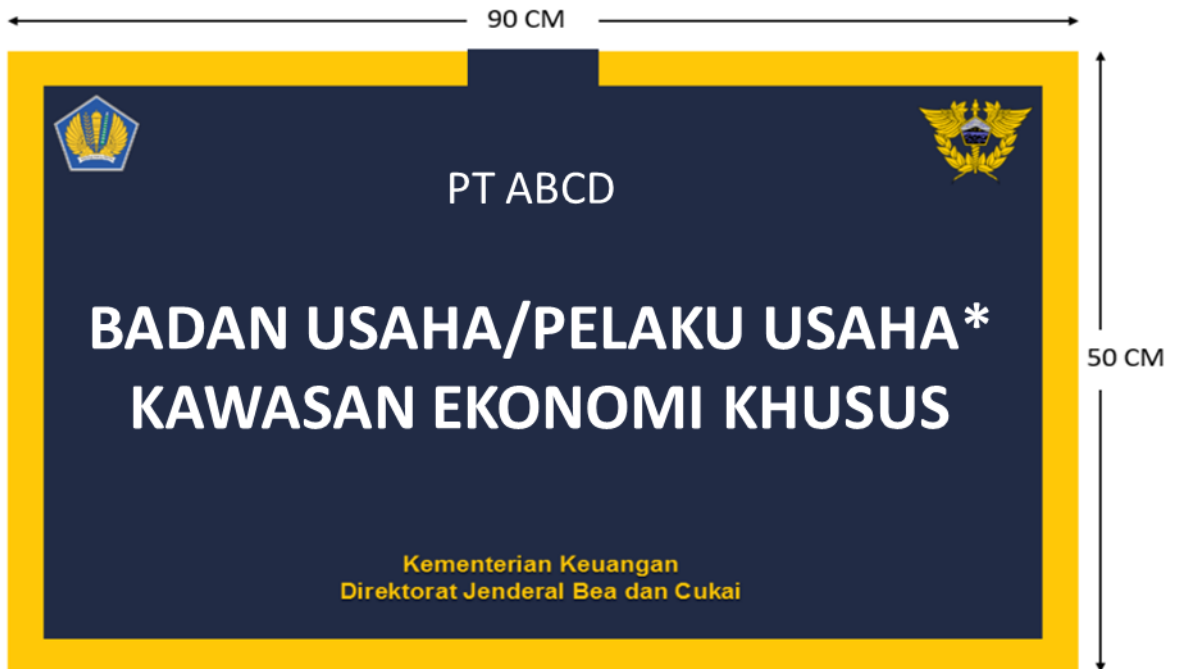 90 CM
PT ABCD
BADAN USAHA/PELAKU USAHA*
KAWASAN EKONOMI KHUSUS
50 CM
Kementerian Keuangan
Direktorat Jenderal Bea dan Cukai